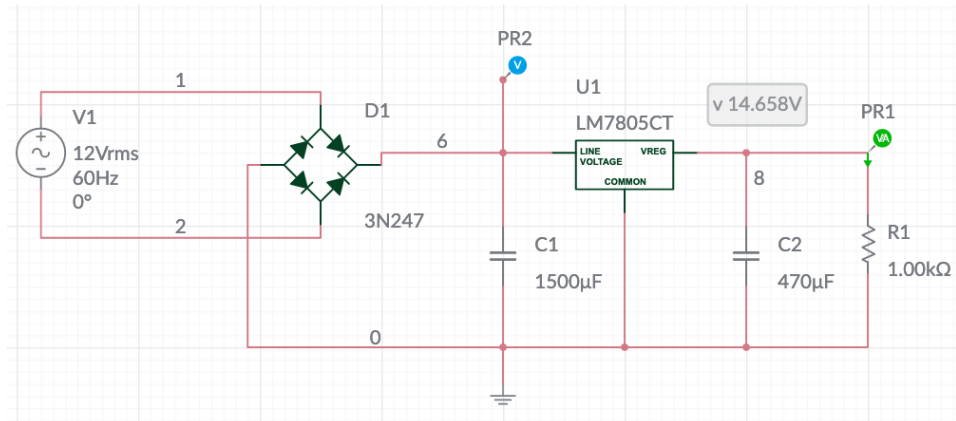 PR2
V
1
V1
12Vrms
60Hz
0°
2
D1
3N247
6
U1
LM7805CT
LINE
VOLTAGE
VREG
COMMON
v 14.658V
PR1
VA
8
C1
1500µF
C2
470µF
R1
1.00kΩ
0